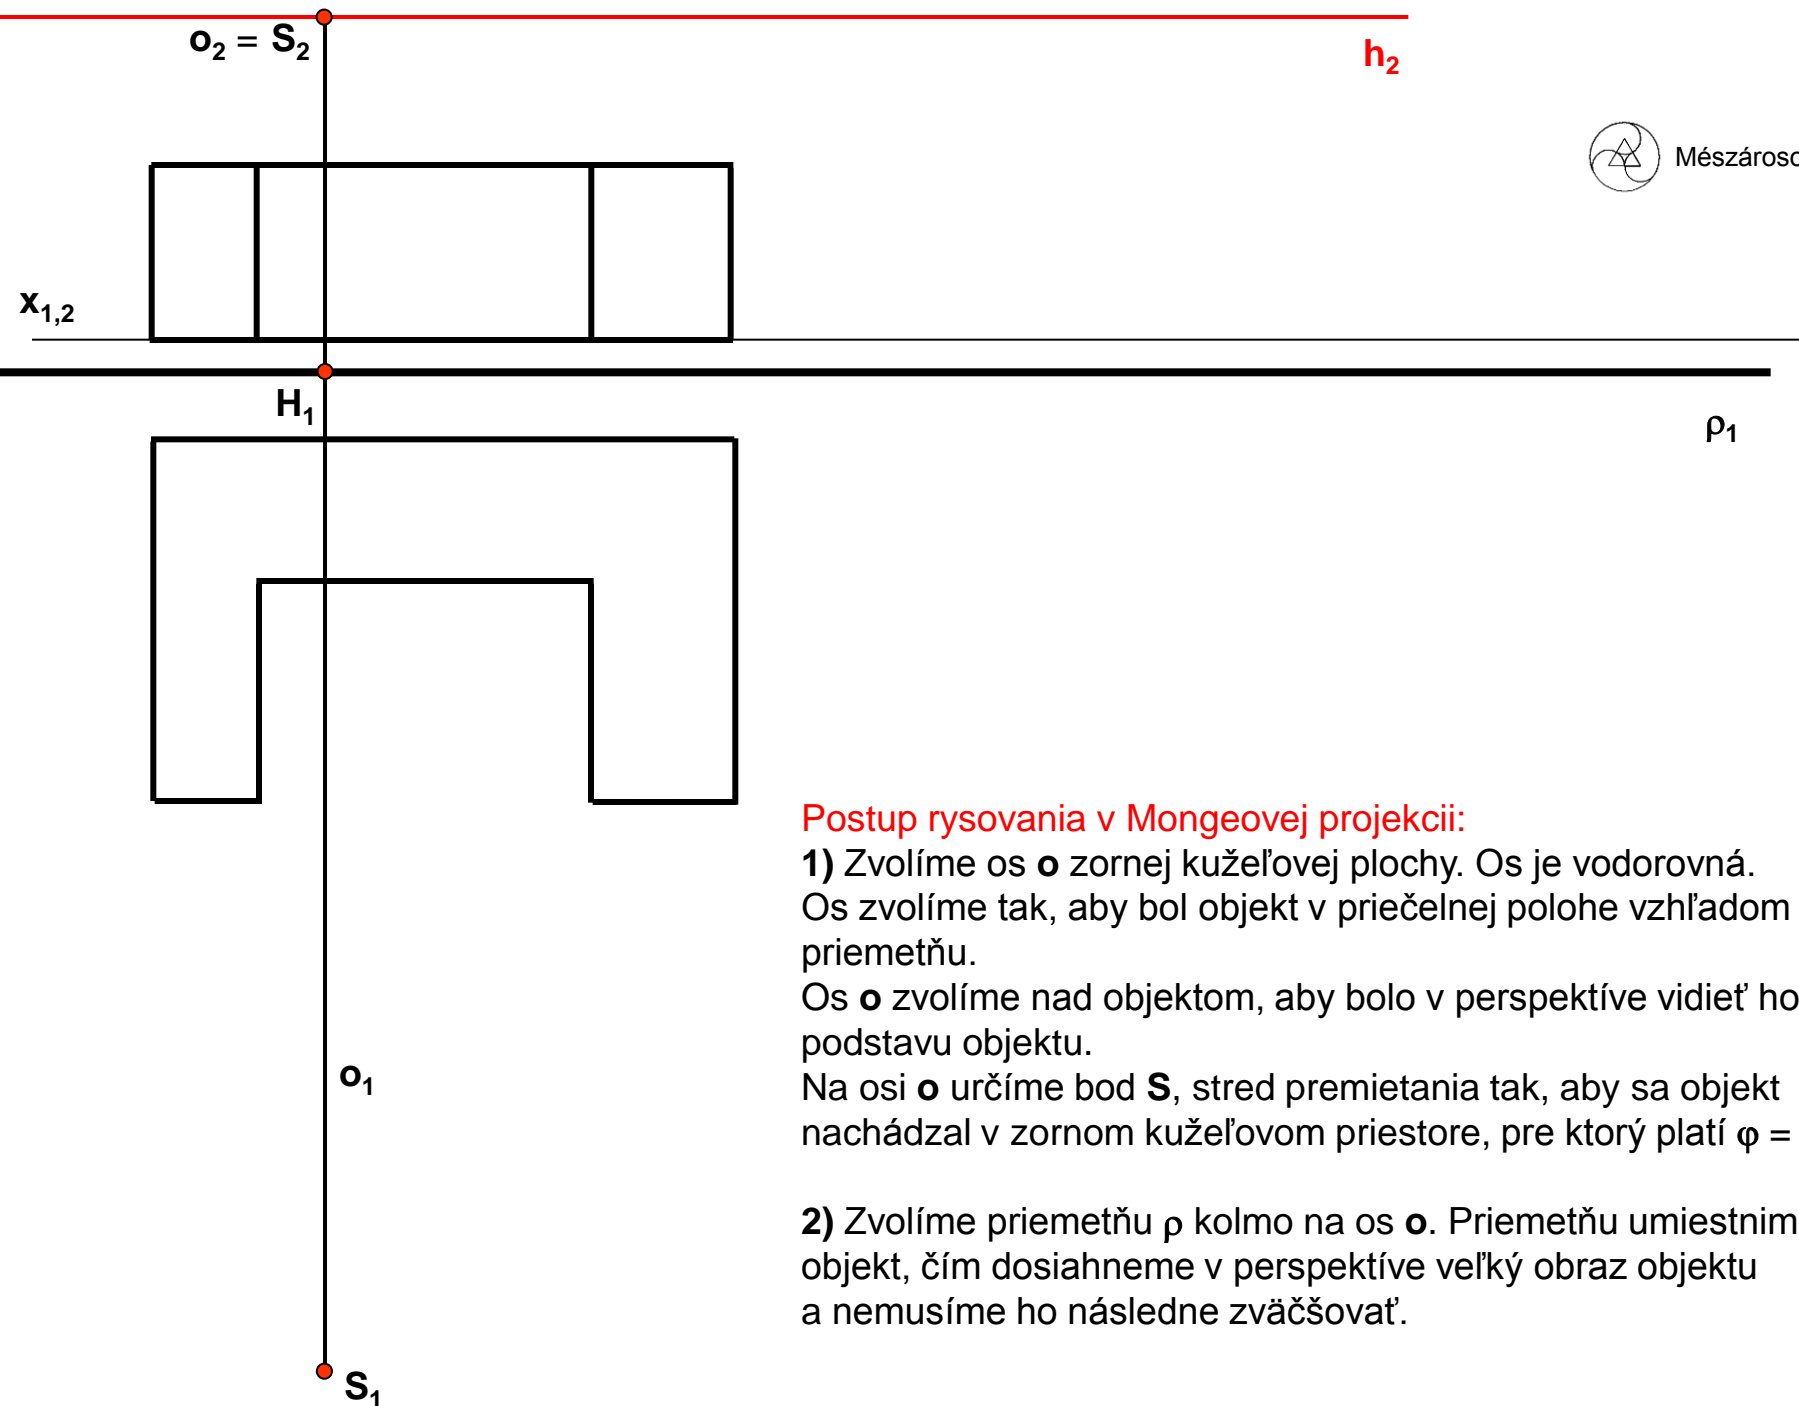 o₂ = S₂
h₂
x₁,₂
H₁
ρ₁
o₁
S₁
Postup rysovania v Mongeovej projekcii:
1) Zvolíme os o zornej kužeľovej plochy. Os je vodorovná.
Os zvolíme tak, aby bol objekt v priečelnej polohe vzhľadom
priemetňu.
Os o zvolíme nad objektom, aby bolo v perspektíve vidieť
podstavu objektu.
Na osi o určíme bod S, stred premietania tak, aby sa objekt
nachádzal v zornom kužeľovom priestore, pre ktorý platí φ =
2) Zvolíme priemetňu ρ kolmo na os o. Priemetňu
objekt, čím dosiahneme v perspektíve veľký obraz objektu
a nemusíme ho následne zväčšovať.